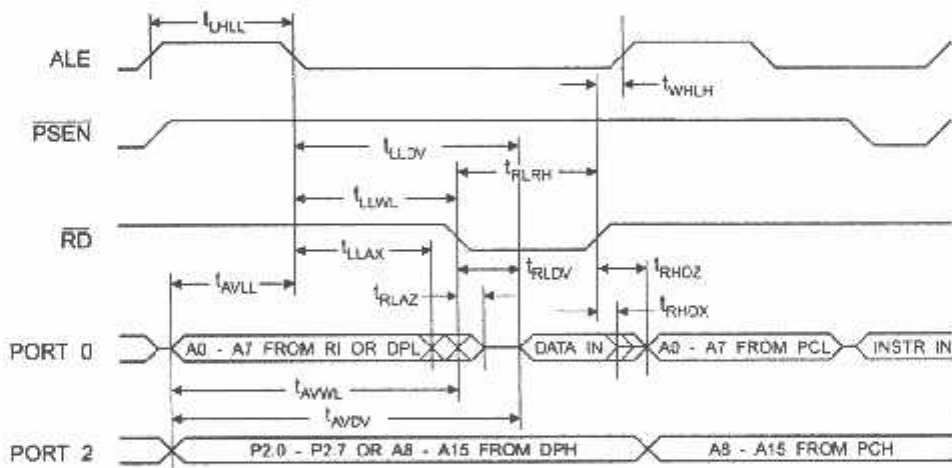 tLHLL
ALE
tWHLH
PSEN
tLLDV
tRLRH
tLLWL
RD
tLLAX
tRLDV
tRHDZ
tAVLL
tRLAZ
tRHDX
PORT 0
A0 - A7 FROM RI OR DPL
DATA IN
A0 - A7 FROM PCL
INSTR IN
tAVWL
tAVDV
PORT 2
P2.0 - P2.7 OR A8 - A15 FROM DPH
A8 - A15 FROM PCH